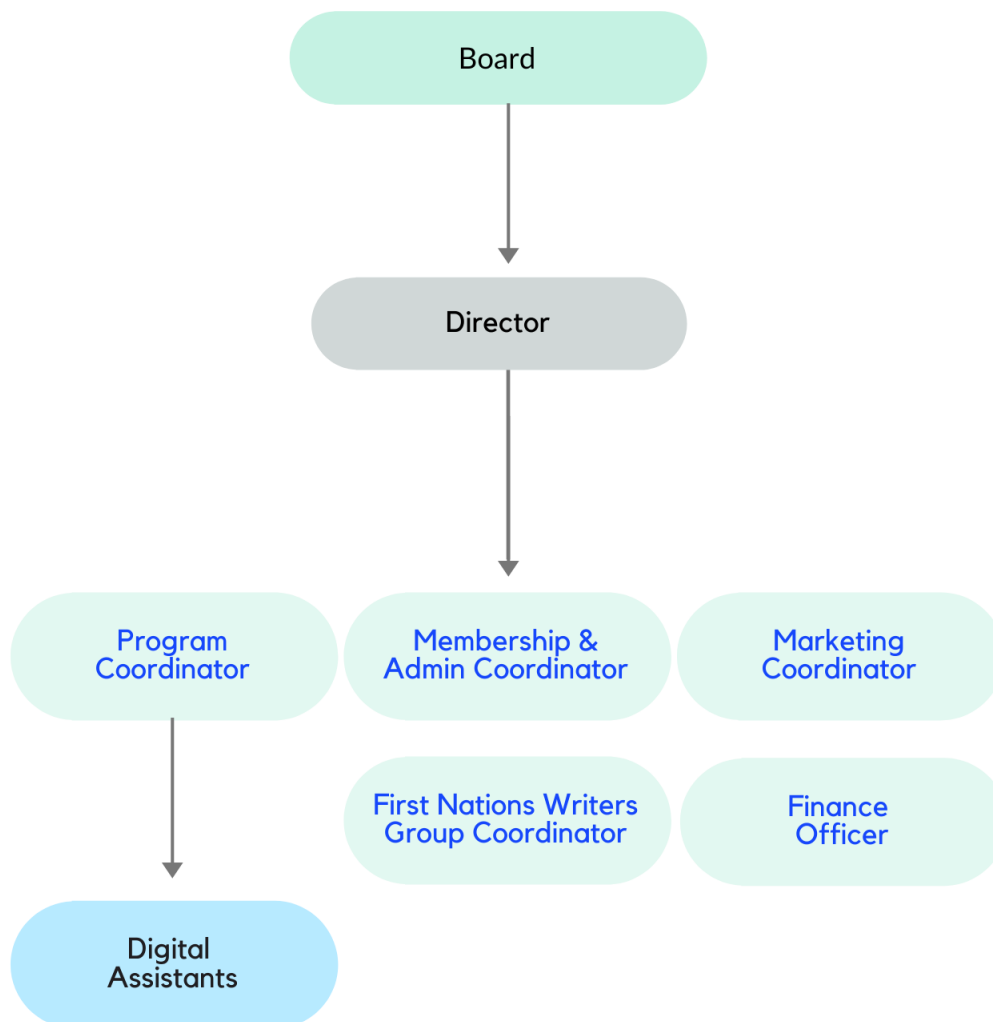 Board
Director
Program
Coordinator
Membership &
Admin Coordinator
Marketing
Coordinator
First Nations Writers
Group Coordinator
Finance
Officer
Digital
Assistants